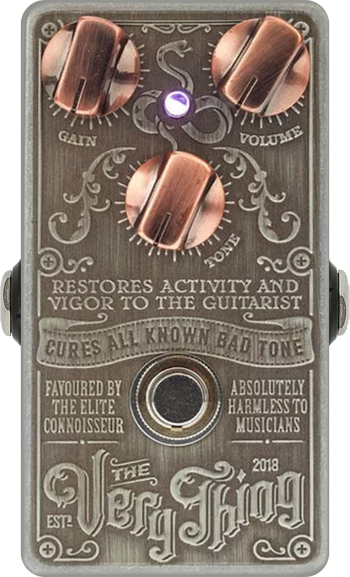 GAIN
VOLUME
TONE
RESTORES ACTIVITY AND
VIGOR TO THE GUITARIST
CURES ALL KNOWN BAD TONE
FAVOURED BY
THE ELITE
CONNOISSEUR
ABSOLUTELY
HARMLESS TO
MUSICIANS
THE
2018
Very Thing
ESTD